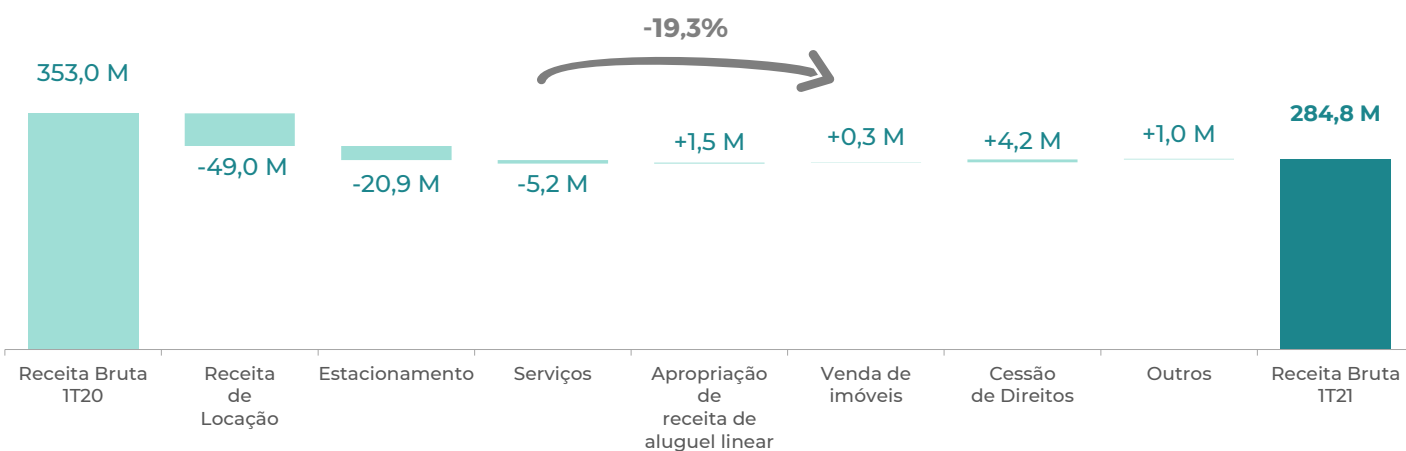 -19,3%
353,0 M
-49,0 M
-20,9 M
-5,2 M
+1,5 M
+0,3 M
+4,2 M
+1,0 M
284,8 M
Receita Bruta
1T20
Receita
de
Locação
Estacionamento
Serviços
Apropriação
de
receita de
aluguel linear
Venda de
imóveis
Cessão
de Direitos
Outros
Receita Bruta
1T21